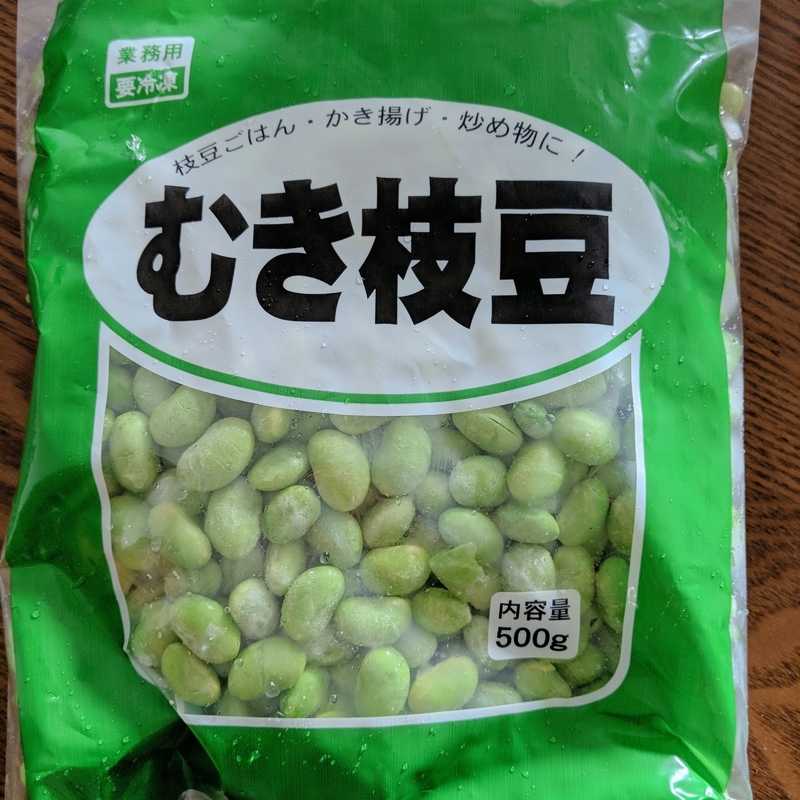 業務用
要冷凍
枝豆ごはん・かき揚げ・炒め物に！
むき枝豆
内容量
500g